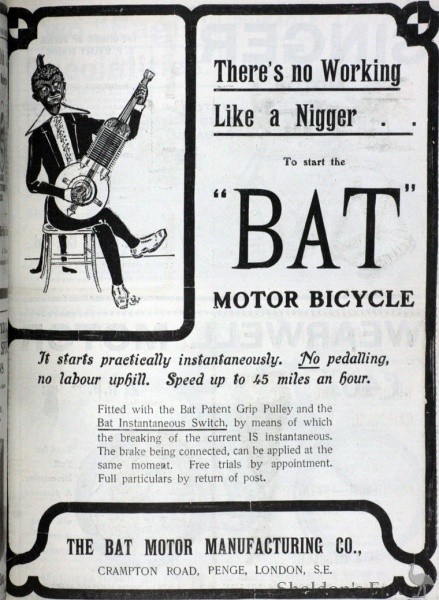 There's no Working
Like a Nigger . .
To start the
"BAT"
MOTOR BICYCLE
It starts practically instantaneously. No pedalling,
no labour uphill. Speed up to 45 miles an hour.
Fitted with the Bat Patent Grip Pulley and the
Bat Instantaneous Switch, by means of which
the breaking of the current IS instantaneous.
The brake being connected, can be applied at the
same moment. Free trials by appointment.
Full particulars by return of post.
THE BAT MOTOR MANUFACTURING CO.,
CRAMPTON ROAD, PENGE, LONDON, S.E.